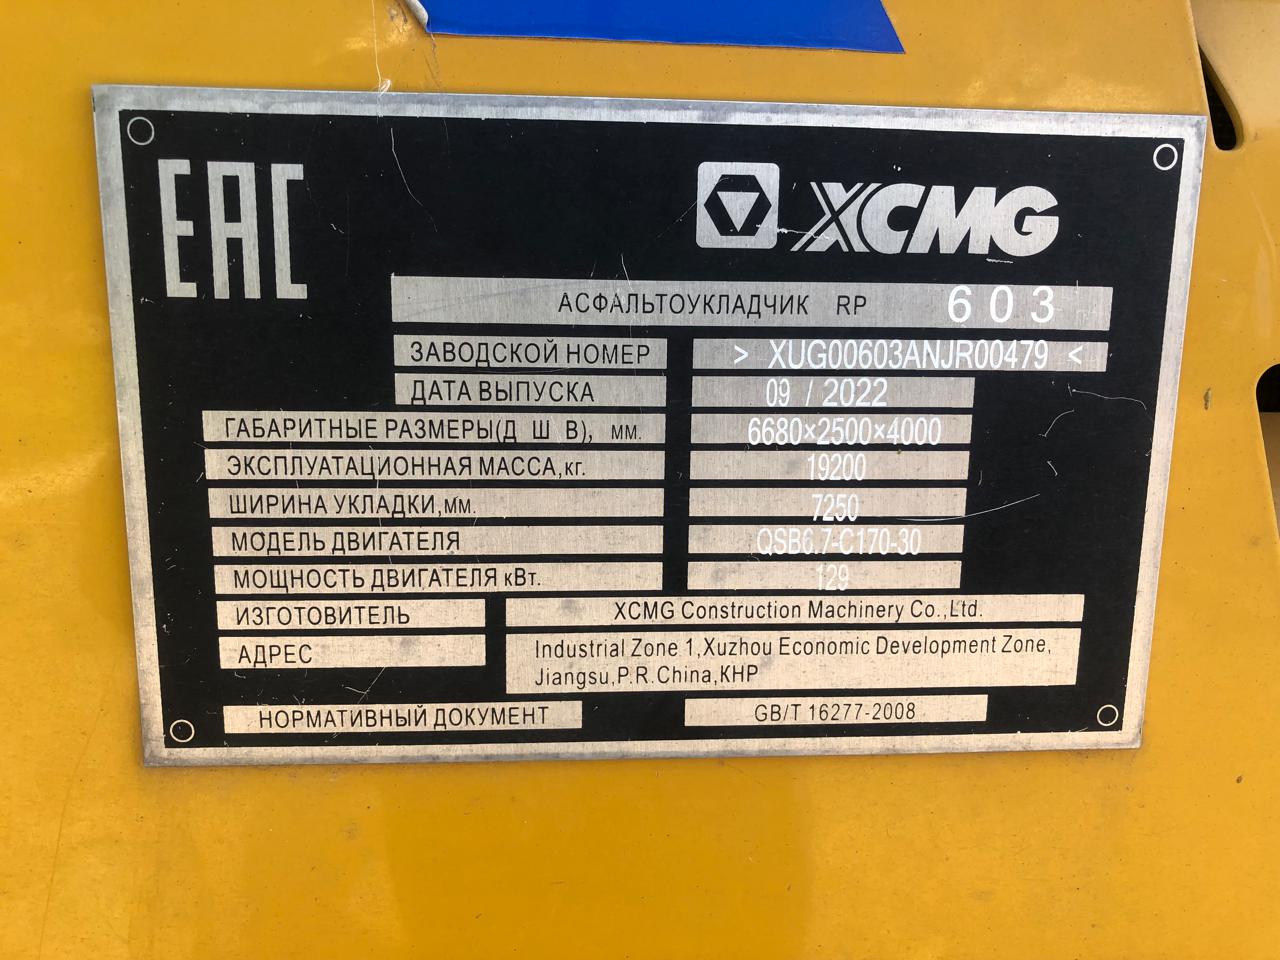 EAC
XCMG
АСФАЛЬТОУКЛАДЧИК RP 603
ЗАВОДСКОЙ НОМЕР > XUG00603ANJR00479 <
ДАТА ВЫПУСКА 09 / 2022
ГАБАРИТНЫЕ РАЗМЕРЫ(Д Ш В), мм. 6680×2500×4000
ЭКСПЛУАТАЦИОННАЯ МАССА,кг. 19200
ШИРИНА УКЛАДКИ,мм. 7250
МОДЕЛЬ ДВИГАТЕЛЯ QSB6.7-C170-30
МОЩНОСТЬ ДВИГАТЕЛЯ кВт. 129
ИЗГОТОВИТЕЛЬ XCMG Construction Machinery Co.,Ltd.
АДРЕС Industrial Zone 1,Xuzhou Economic Development Zone,
Jiangsu,P.R.China,КНР
НОРМАТИВНЫЙ ДОКУМЕНТ GB/T 16277-2008